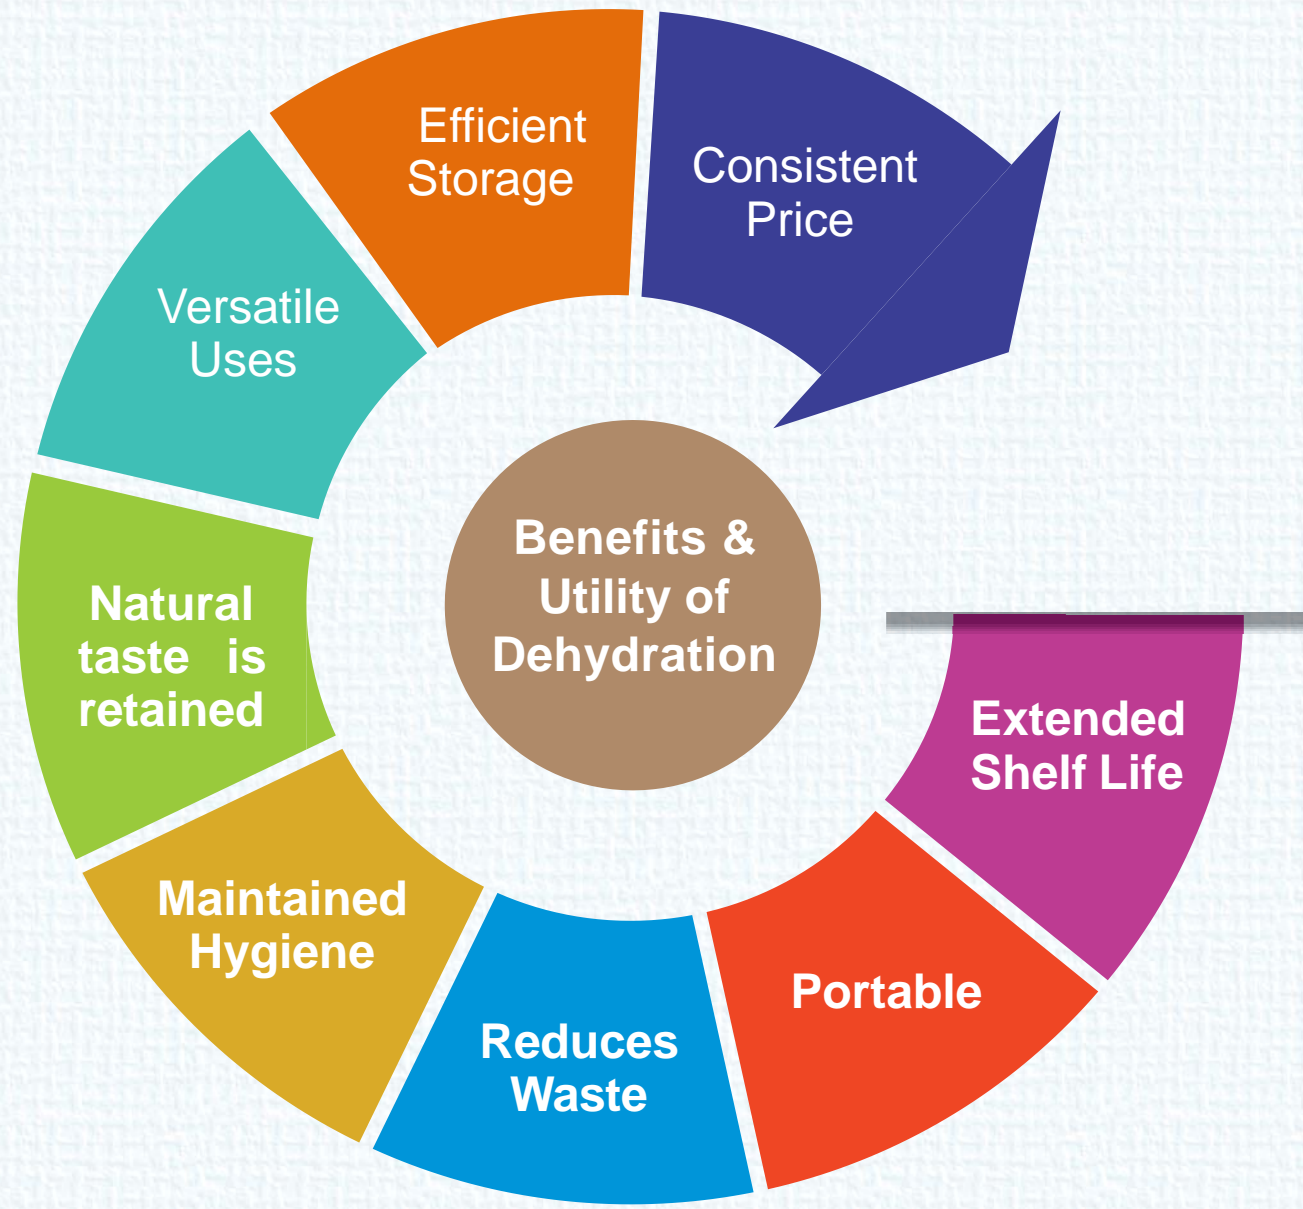 Efficient
Storage
Consistent
Price
Versatile
Uses
Benefits &
Utility of
Dehydration
Natural
taste is
retained
Extended
Shelf Life
Maintained
Hygiene
Portable
Reduces
Waste